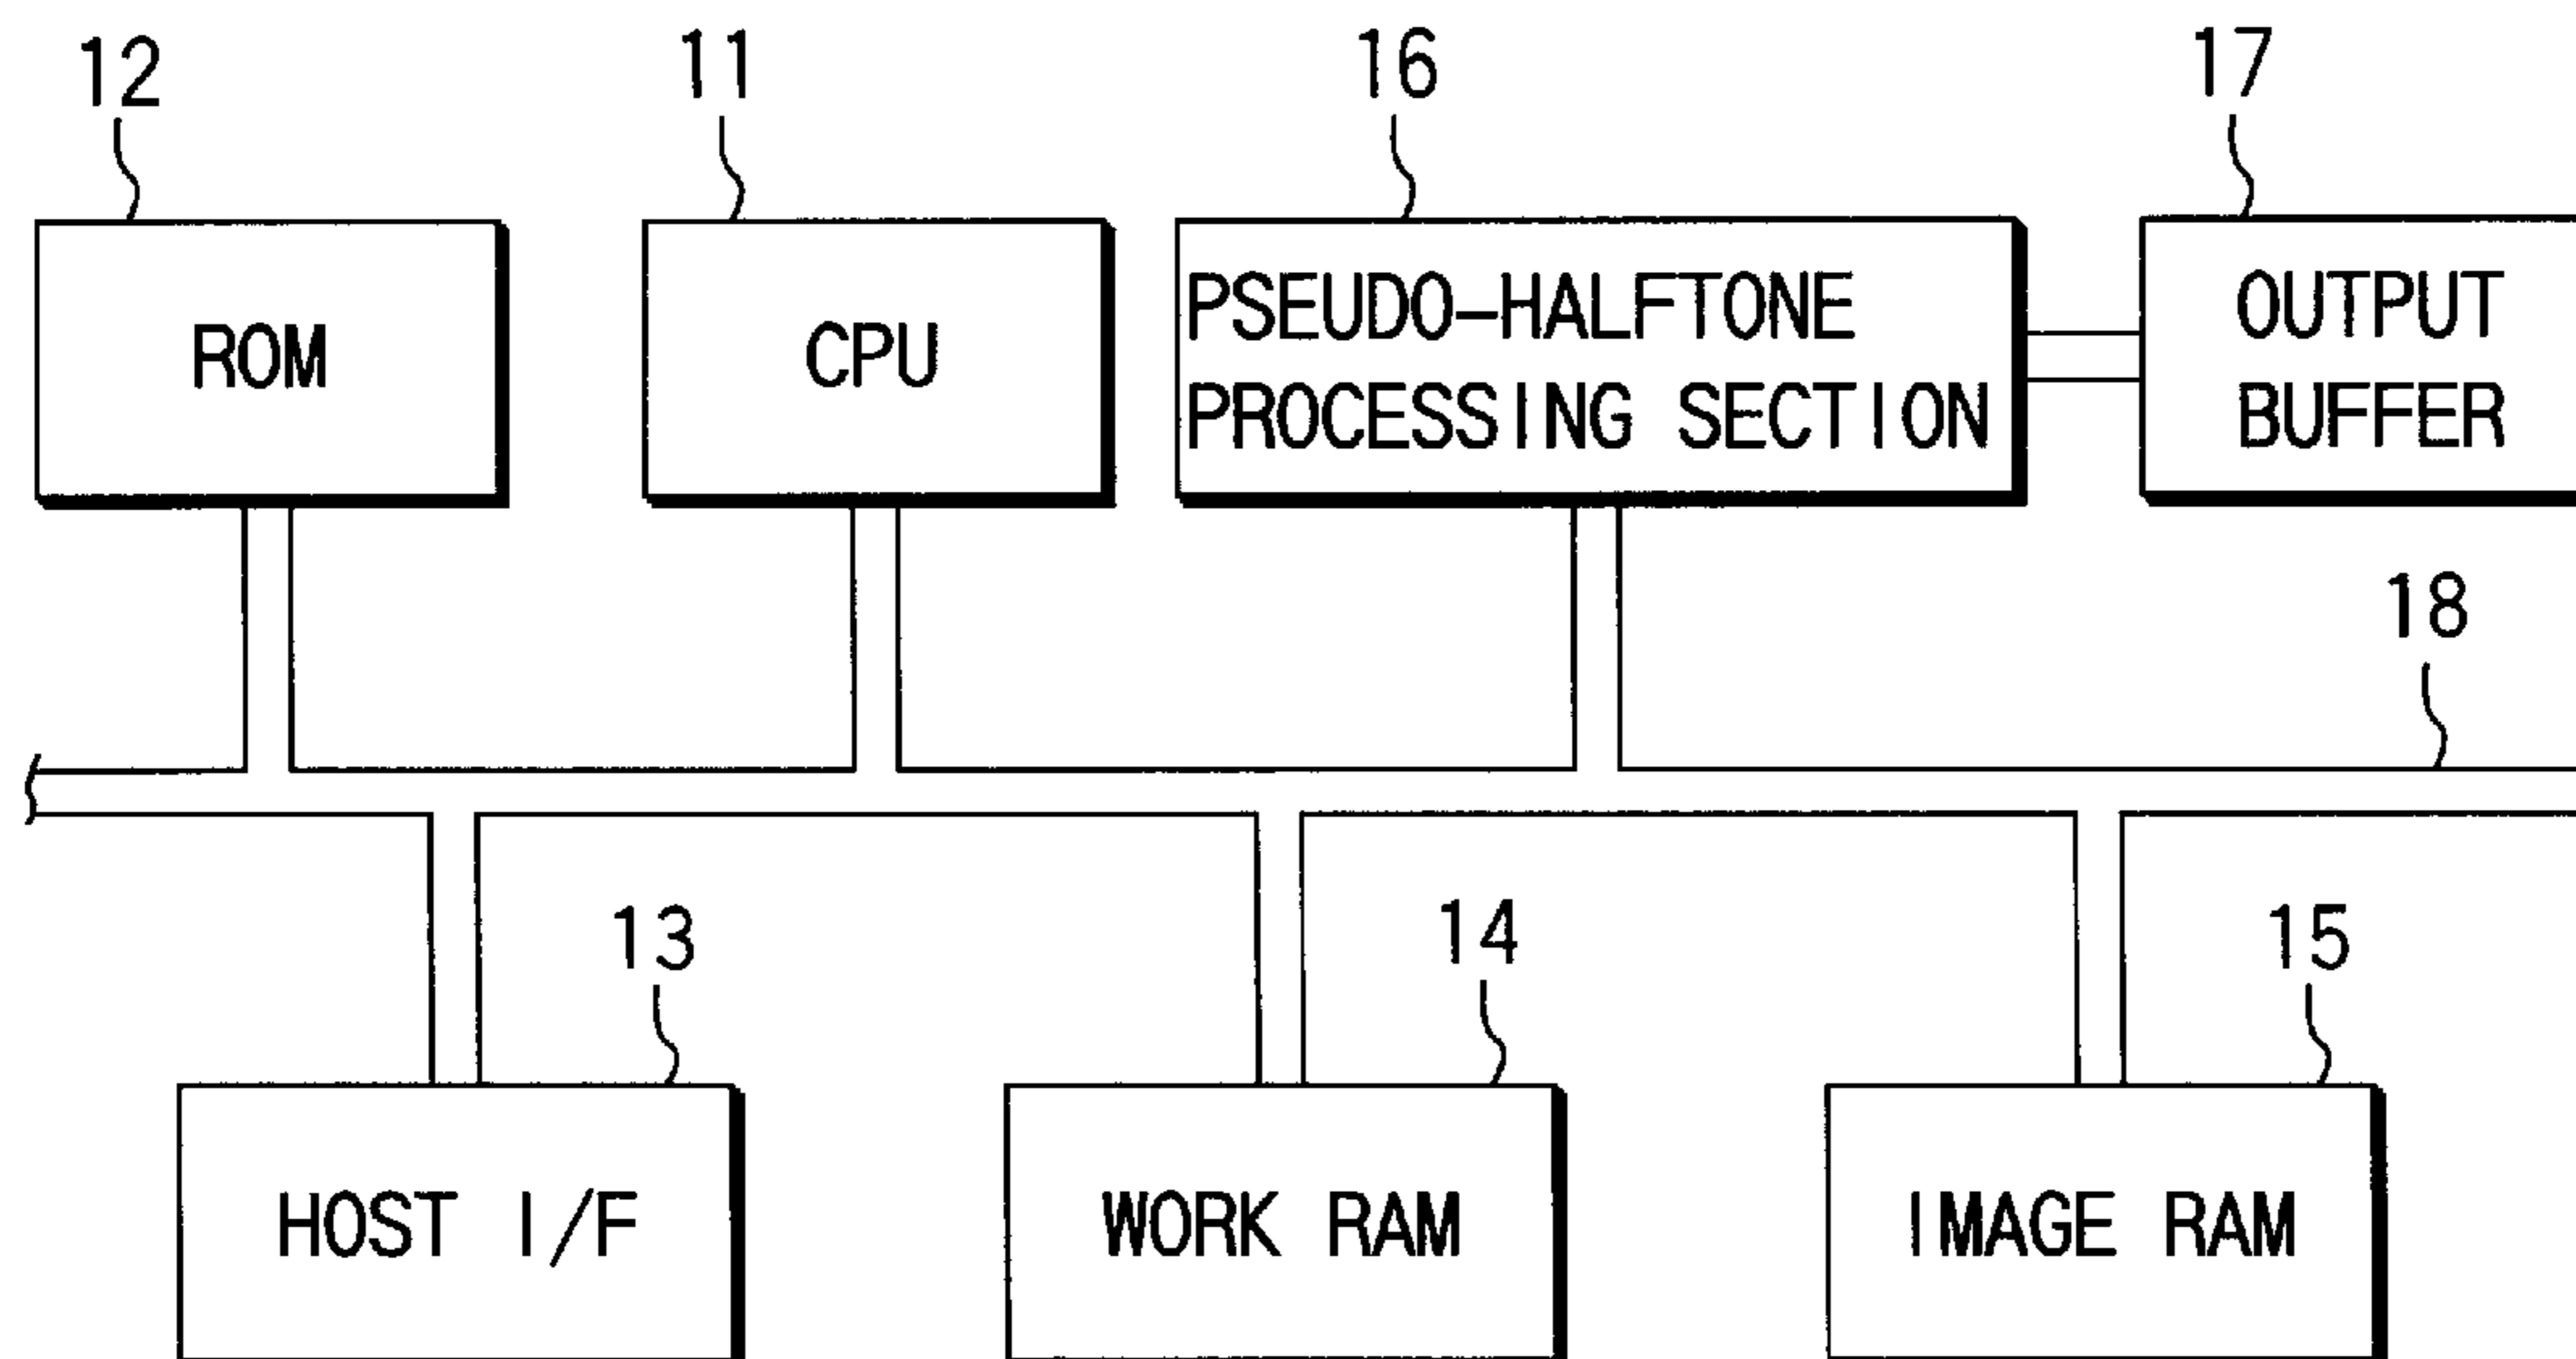 12
11
16
17
ROM
CPU
PSEUDO-HALFTONE
PROCESSING SECTION
OUTPUT
BUFFER
18
13
14
15
HOST I/F
WORK RAM
IMAGE RAM